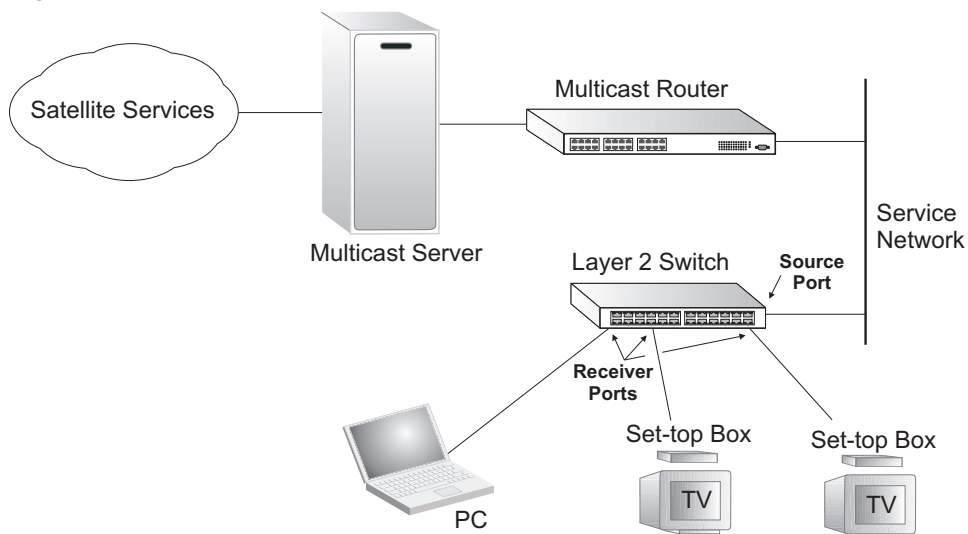 Satellite Services
Multicast Router
Multicast Server
Service
Network
Layer 2 Switch
Source
Port
Receiver
Ports
Set-top Box
Set-top Box
TV
TV
PC